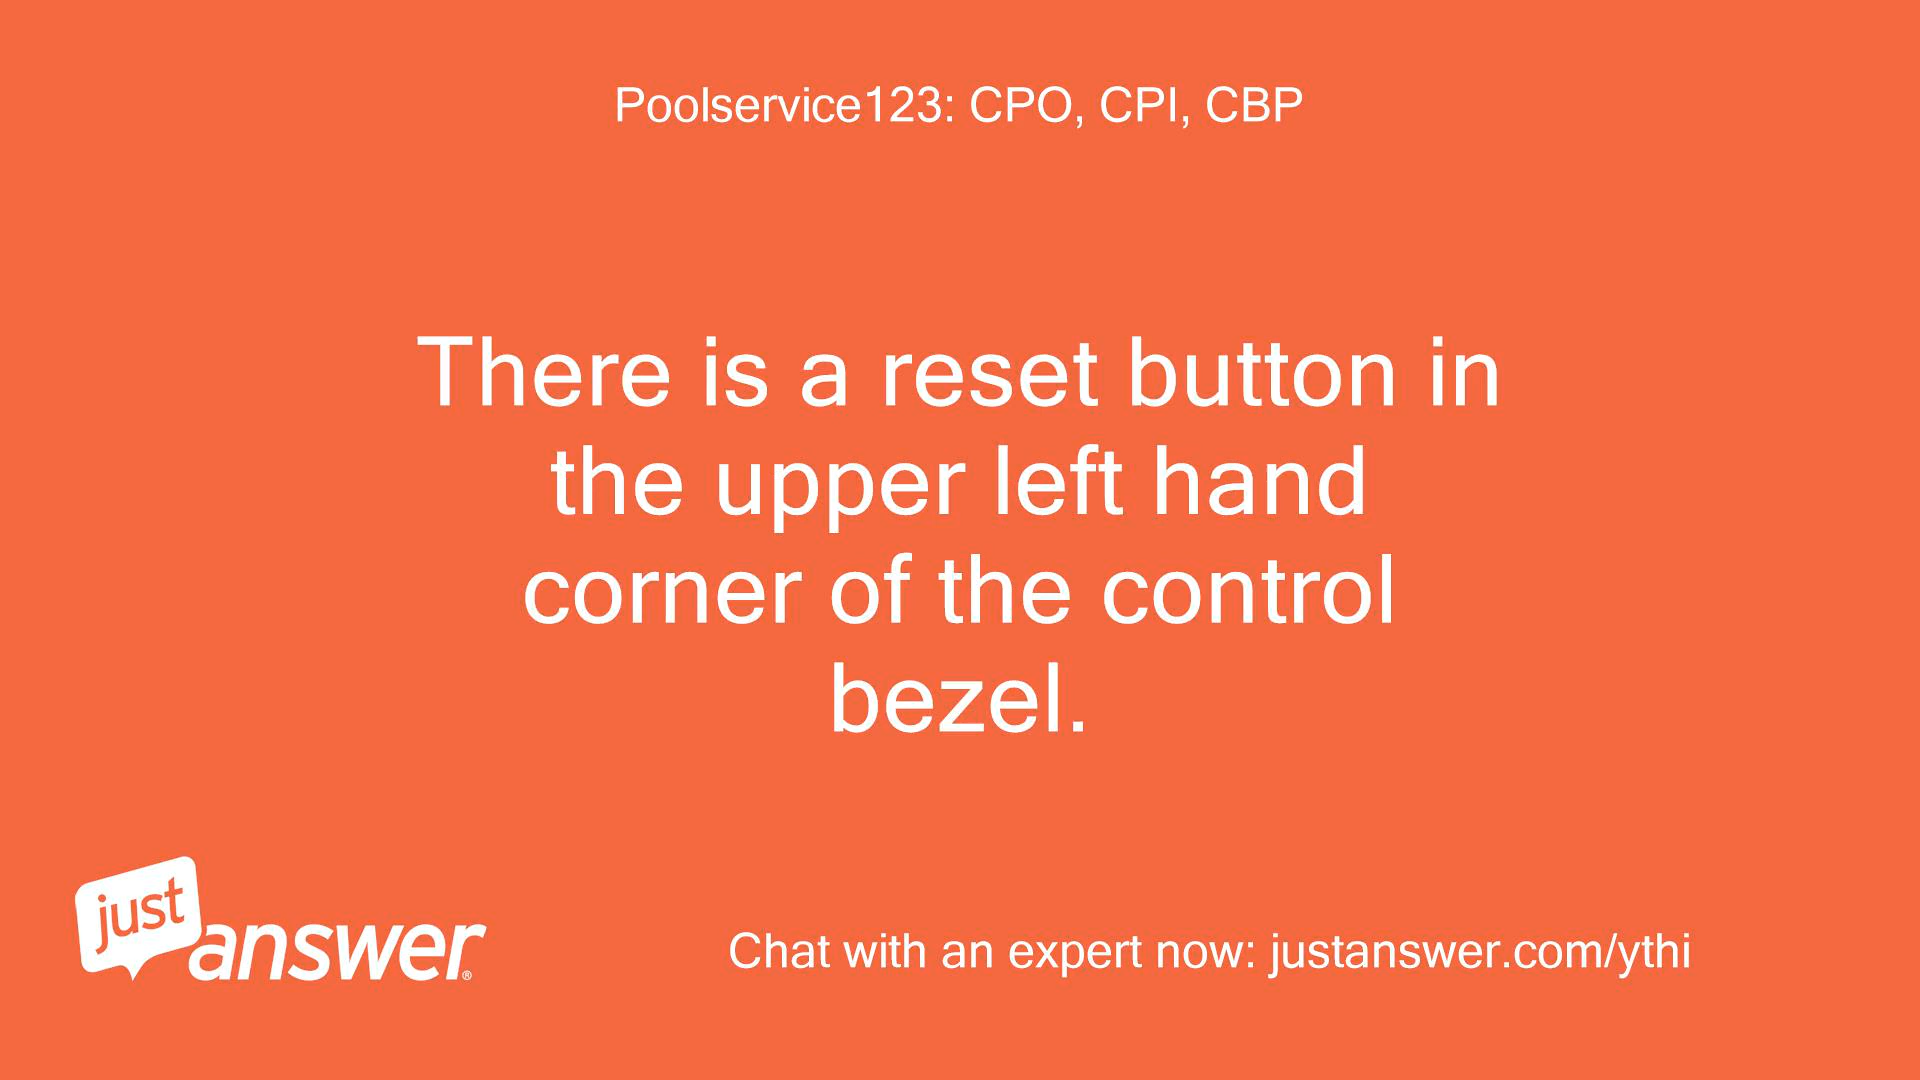 Poolservice123: CPO, CPI, CBP
There is a reset button in
the upper left hand
corner of the control
bezel.
just
answer®
Chat with an expert now: justanswer.com/ythi